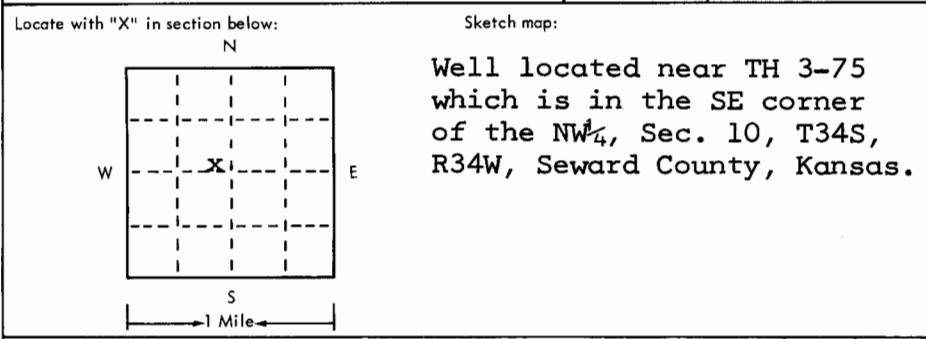 Locate with "X" in section below:
Sketch map:
N
W
X
E
S
1 Mile
Well located near TH 3-75
which is in the SE corner
of the NW¼, Sec. 10, T34S,
R34W, Seward County, Kansas.